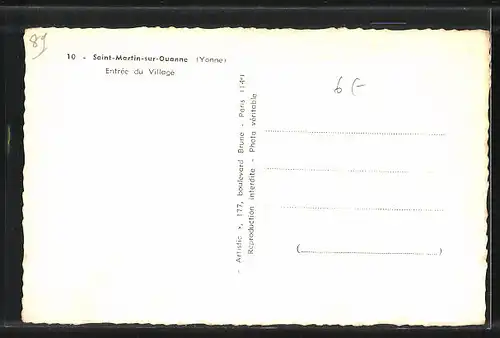 89
10 - Saint-Martin-sur-Ouanne (Yonne)
Entrée du Village
- Artistic », 177, boulevard Brune - Paris (14e)
Reproduction interdite - Photo véritable
6 (-